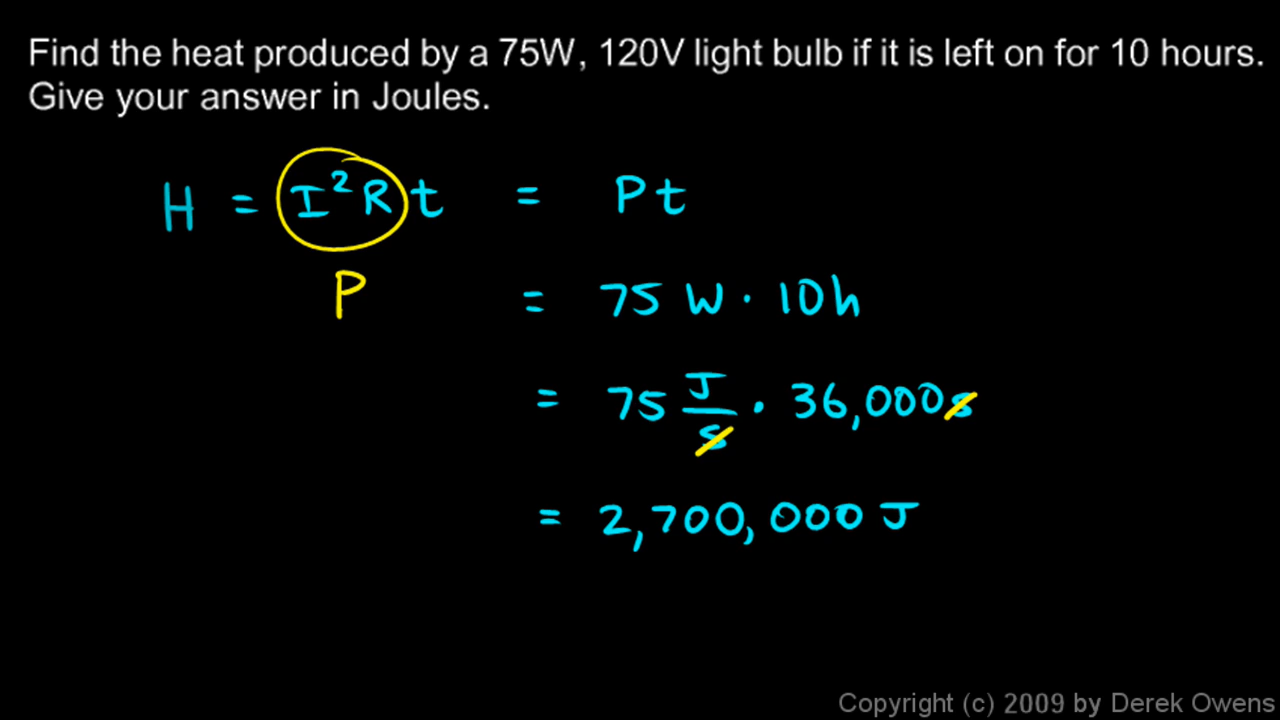 Find the heat produced by a 75W, 120V light bulb if it is left on for 10 hours.
Give your answer in Joules.
H = I²Rt = Pt
P
= 75 W · 10h
= 75 J/s · 36,000s
= 2,700,000 J
Copyright (c) 2009 by Derek Owens